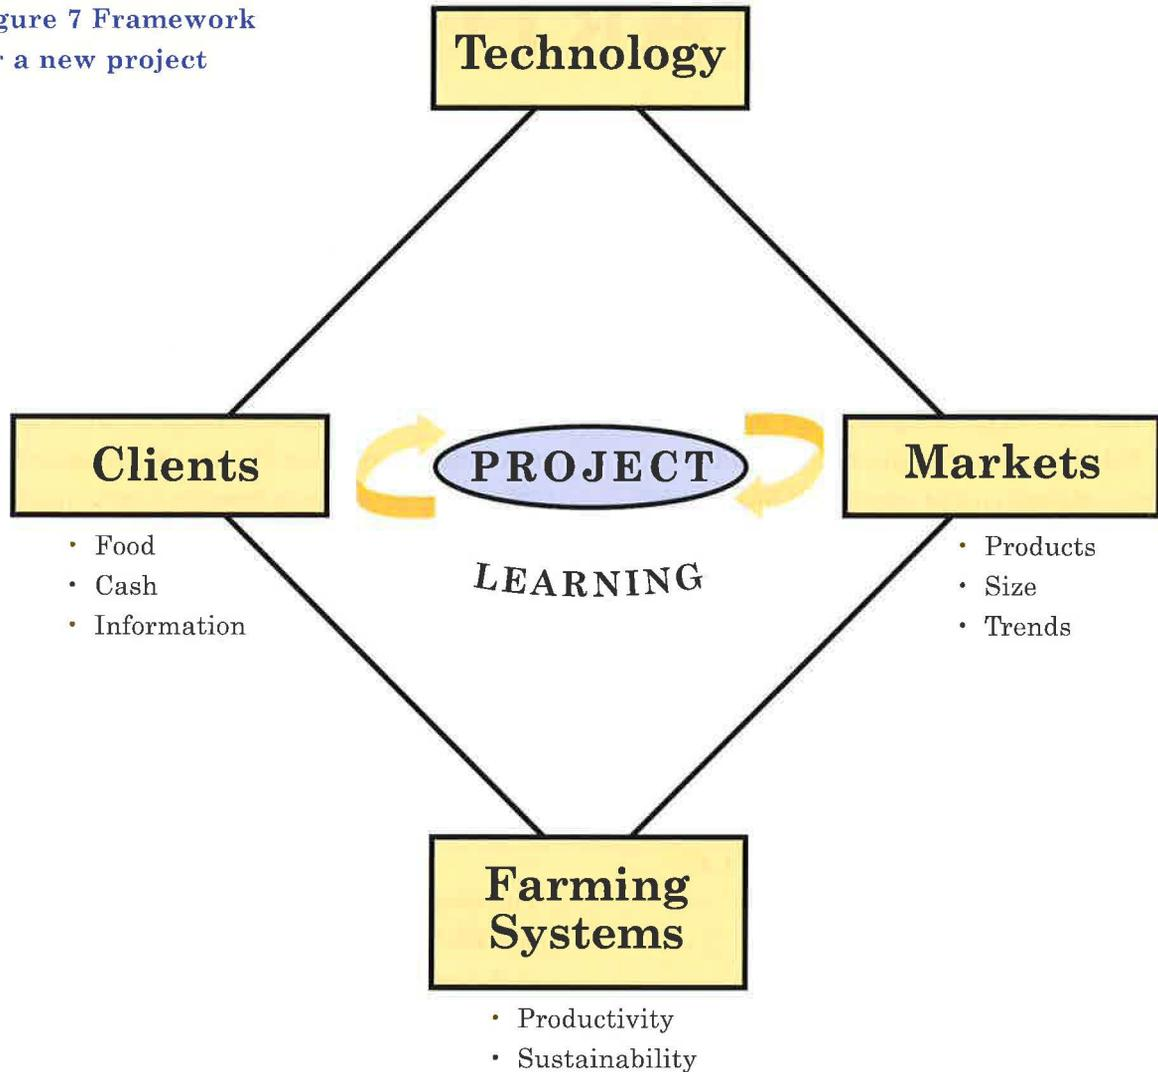 gure 7 Framework
r a new project
Technology
Clients
PROJECT
Markets
• Food
• Cash
• Information
LEARNING
• Products
• Size
• Trends
Farming
Systems
• Productivity
• Sustainability